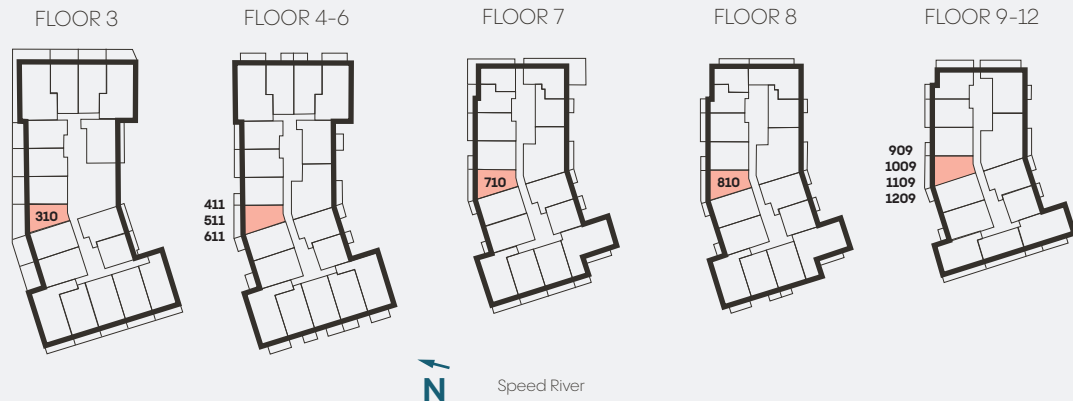 FLOOR 3
FLOOR 4-6
FLOOR 7
FLOOR 8
FLOOR 9-12
310
411
511
611
710
810
909
1009
1109
1209
N
Speed River